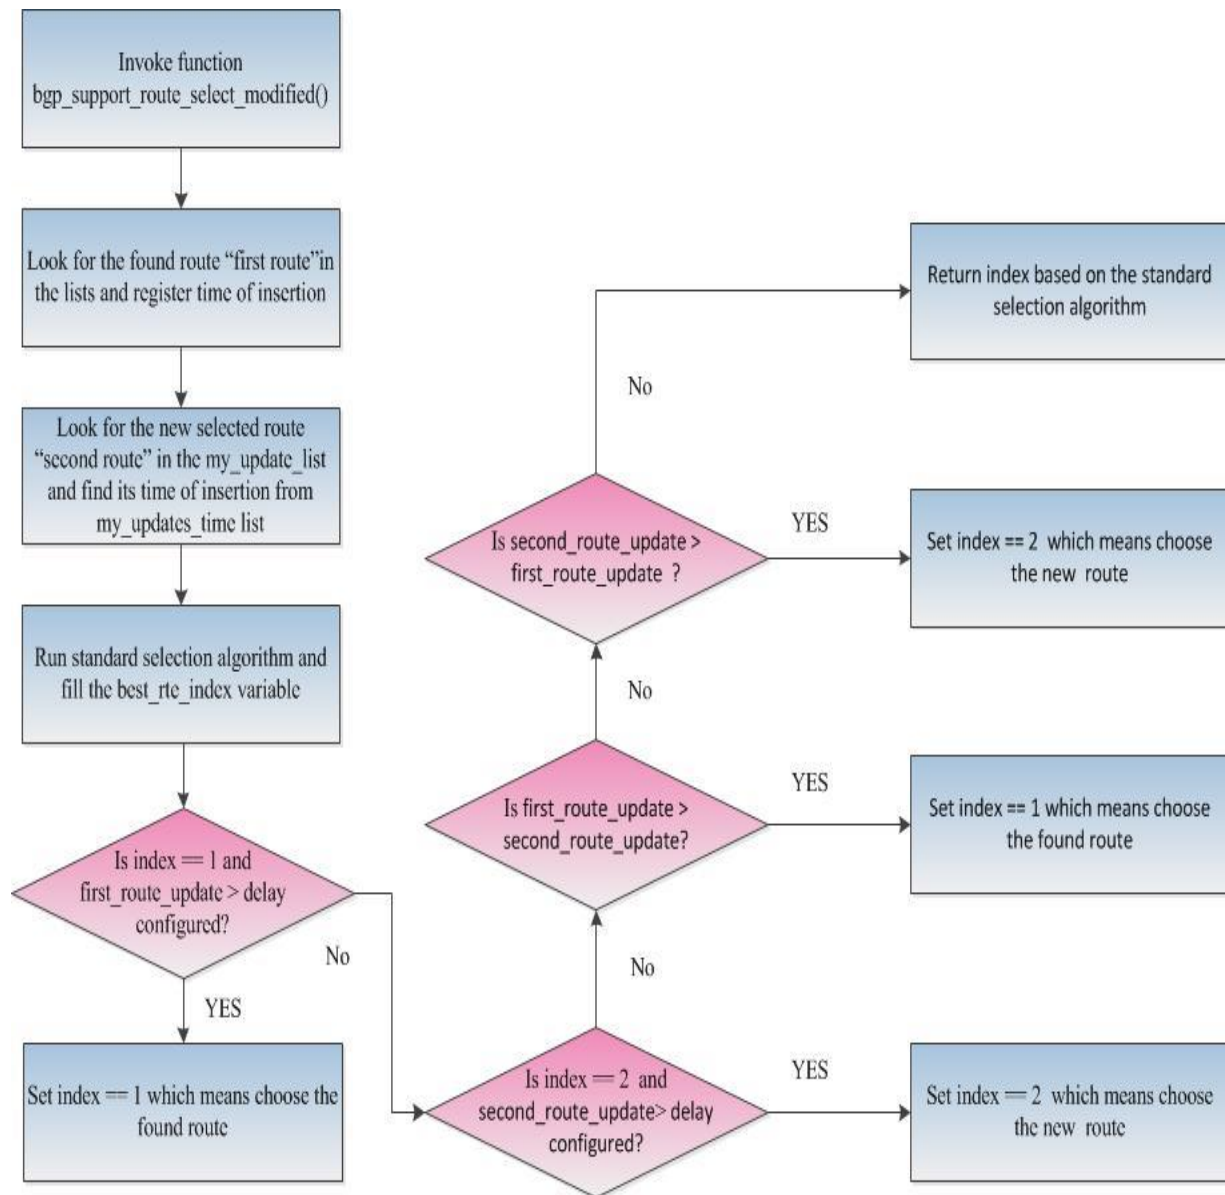 Invoke function
bgp_support_route_select_modified()
Look for the found route “first route”in
the lists and register time of insertion
Look for the new selected route
“second route” in the my_update_list
and find its time of insertion from
my_updates_time list
Run standard selection algorithm and
fill the best_rte_index variable
Is index == 1 and
first_route_update > delay
configured?
No
YES
Set index == 1 which means choose the
found route
Is index == 2 and
second_route_update> delay
configured?
YES
Set index == 2 which means choose
the new route
No
Is first_route_update >
second_route_update?
YES
Set index == 1 which means choose
the found route
No
Is second_route_update >
first_route_update ?
YES
Set index == 2 which means choose
the new route
No
Return index based on the standard
selection algorithm